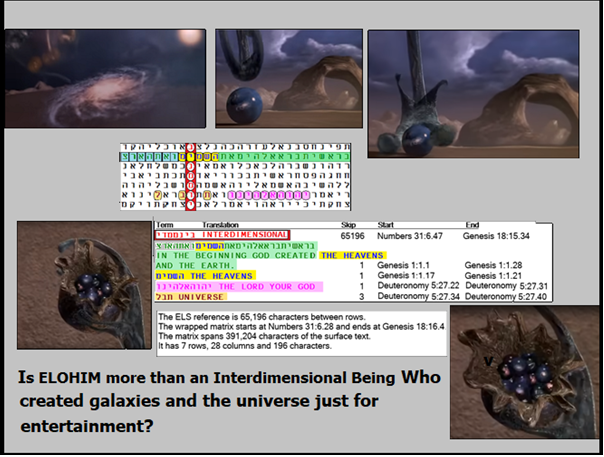 בראשיתבראאלהימאתהשמימואתהארצ
Term Translation Skip Start End
בינממדי INTERDIMENSIONAL 65196 Numbers 31:6.47 Genesis 18:15.34
בראשיתבראאלהימאתהשמימואתהארצ
IN THE BEGINNING GOD CREATED THE HEAVENS
AND THE EARTH. 1 Genesis 1:1.1 Genesis 1:1.28
השמימ THE HEAVENS 1 Genesis 1:1.17 Genesis 1:1.21
יהוהאלהינו THE LORD YOUR GOD 1 Deuteronomy 5:27.22 Deuteronomy 5:27.31
תבל UNIVERSE 3 Deuteronomy 5:27.34 Deuteronomy 5:27.40
The ELS reference is 65,196 characters between rows.
The wrapped matrix starts at Numbers 31:6.28 and ends at Genesis 18:16.4
The matrix spans 391,204 characters of the surface text.
It has 7 rows, 28 columns and 196 characters.
Is ELOHIM more than an Interdimensional Being Who
created galaxies and the universe just for
entertainment?